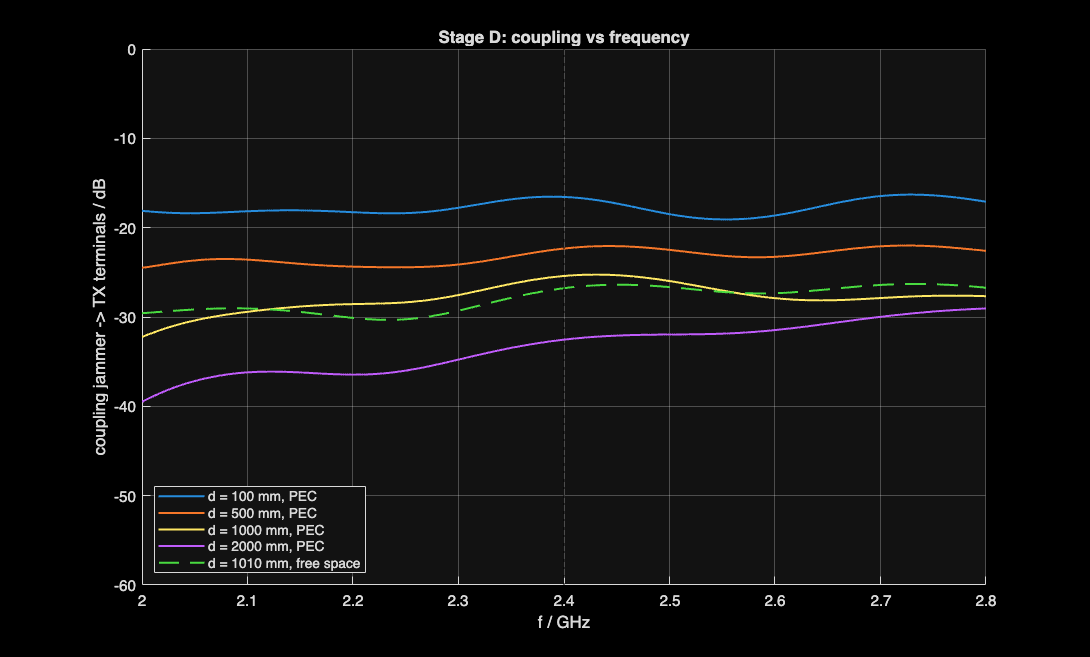 Stage D: coupling vs frequency
0
-10
-20
-30
-40
-50
-60
coupling jammer -> TX terminals / dB
d = 100 mm, PEC
d = 500 mm, PEC
d = 1000 mm, PEC
d = 2000 mm, PEC
d = 1010 mm, free space
2 2.1 2.2 2.3 2.4 2.5 2.6 2.7 2.8
f / GHz